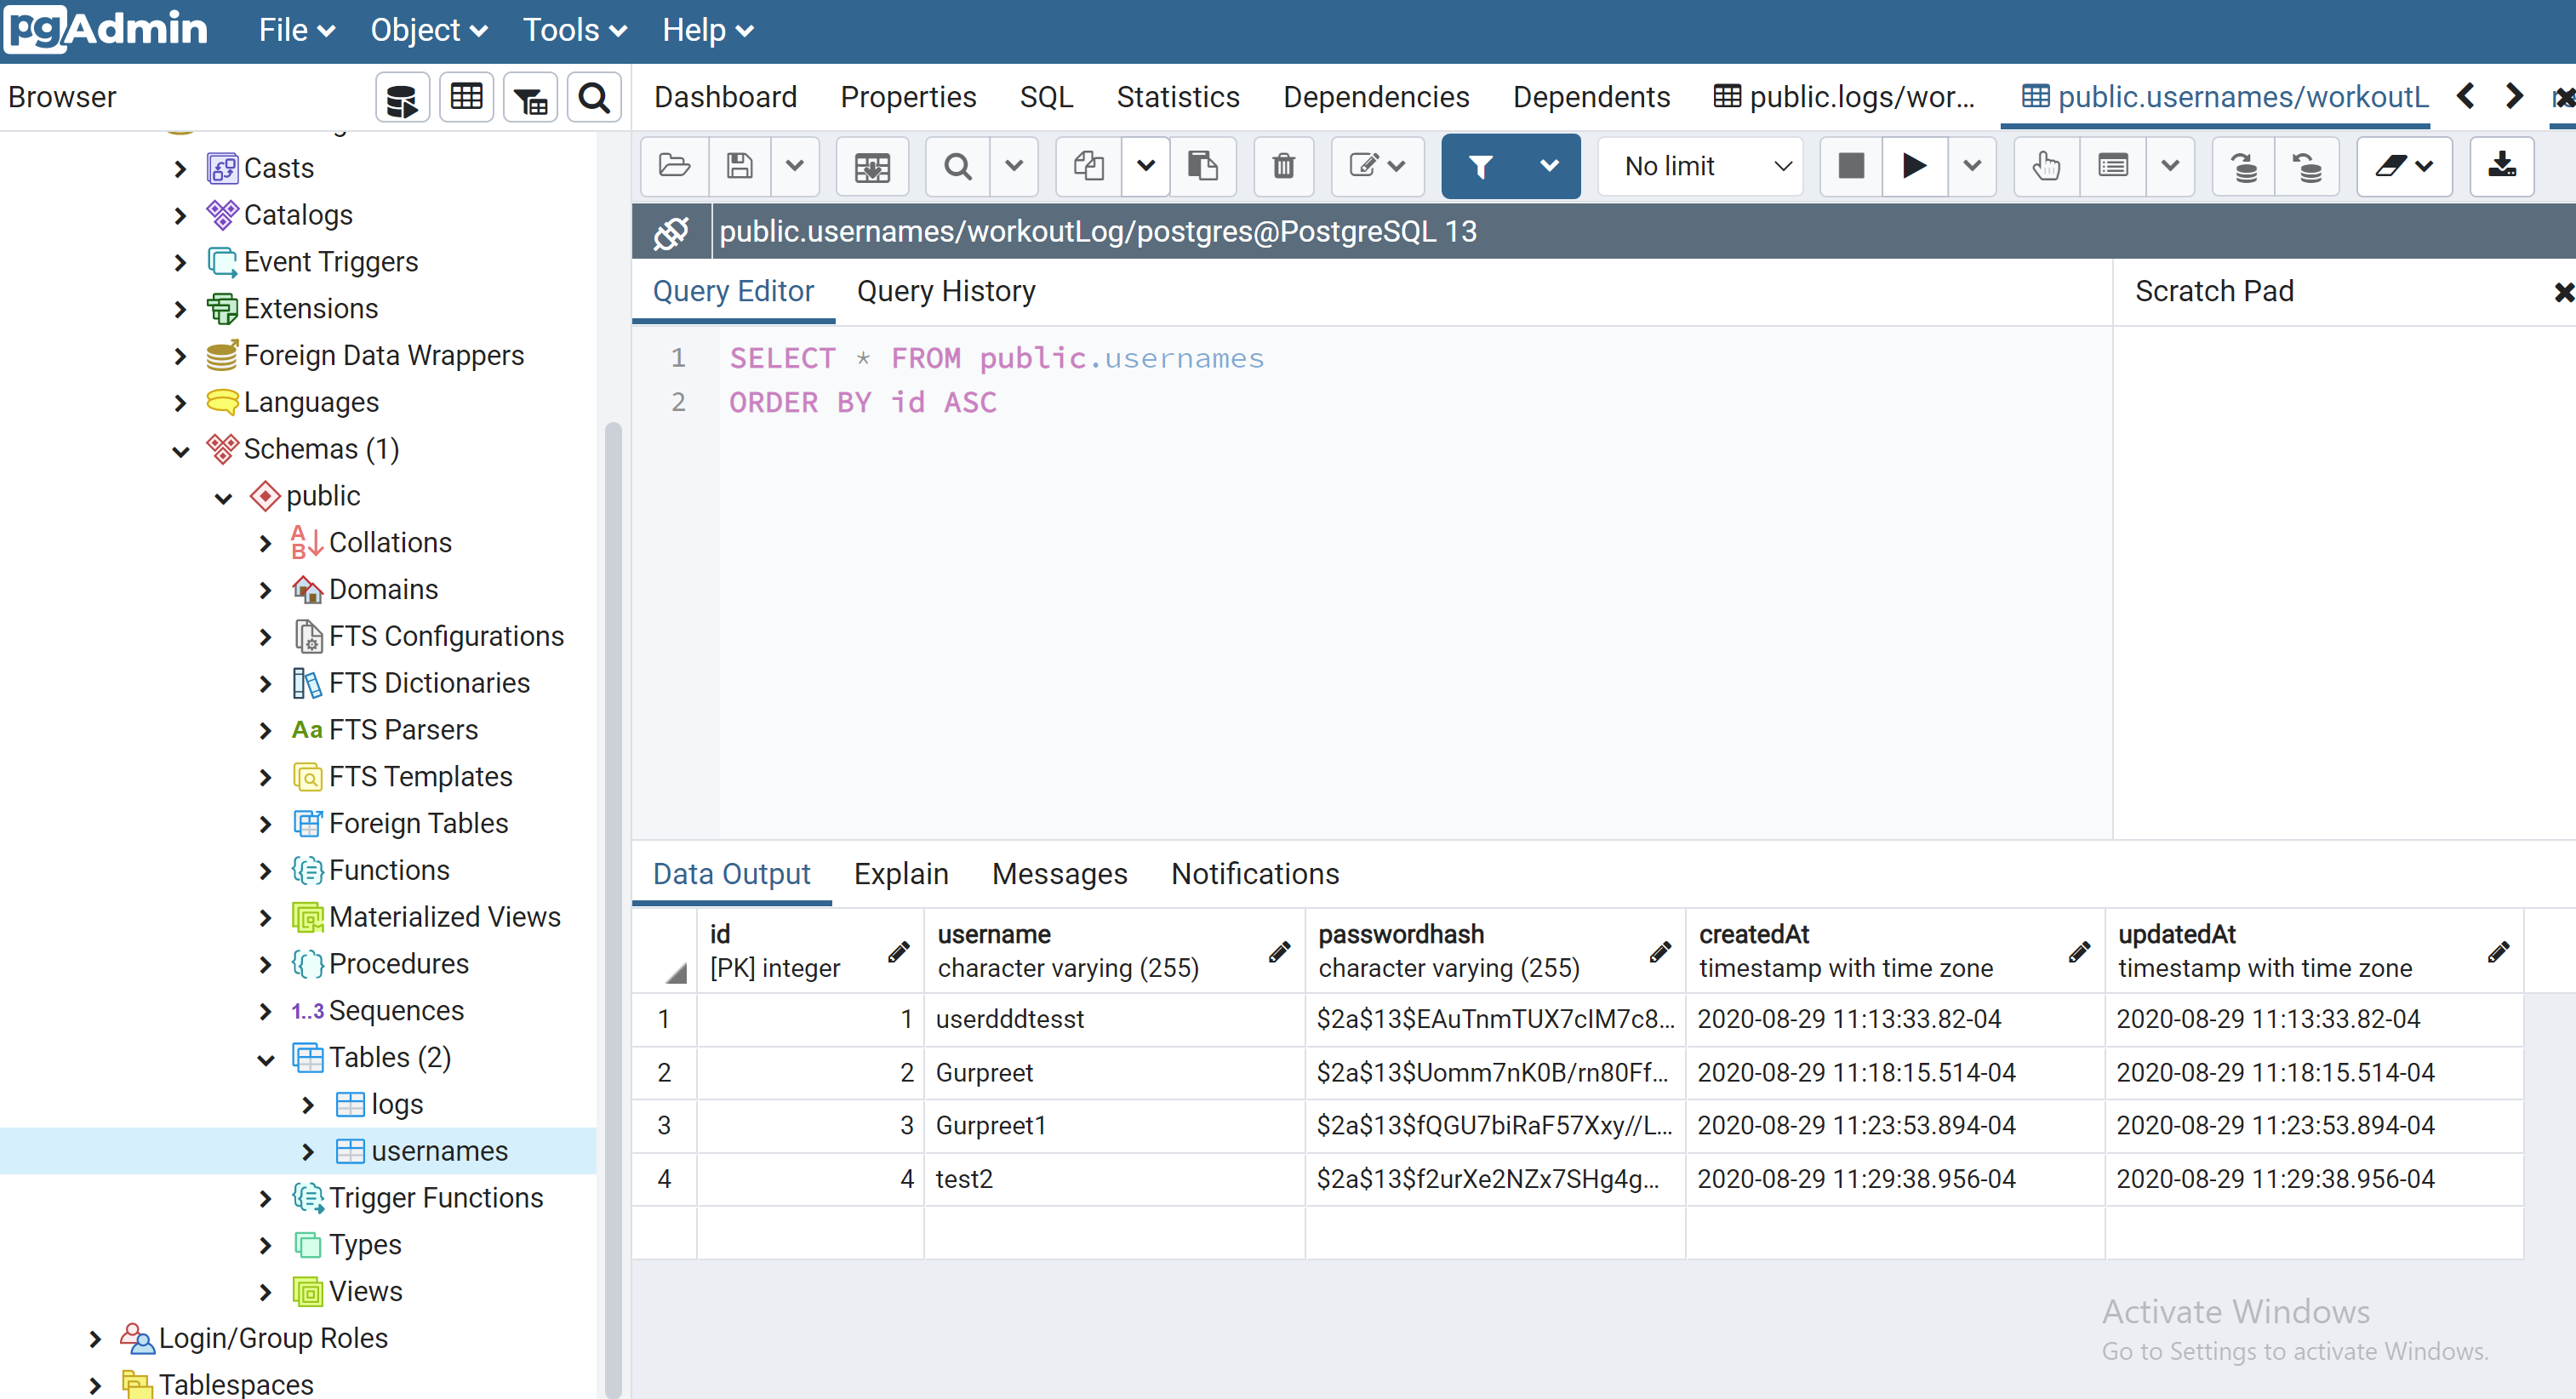 pgAdmin File Object Tools Help
Browser
Dashboard Properties SQL Statistics Dependencies Dependents public.logs/wor... public.usernames/workoutL
No limit
public.usernames/workoutLog/postgres@PostgreSQL 13
Query Editor Query History
Scratch Pad
1 SELECT * FROM public.usernames
2 ORDER BY id ASC
Casts
Catalogs
Event Triggers
Extensions
Foreign Data Wrappers
Languages
Schemas (1)
public
A B Collations
Domains
FTS Configurations
FTS Dictionaries
Aa FTS Parsers
FTS Templates
Foreign Tables
Functions
Materialized Views
Procedures
1..3 Sequences
Tables (2)
logs
usernames
Trigger Functions
Types
Views
Login/Group Roles
Tablespaces
Data Output Explain Messages Notifications
id username passwordhash createdAt updatedAt
[PK] integer character varying (255) character varying (255) timestamp with time zone timestamp with time zone
1 1 userdddtesst $2a$13$EAuTnmTUX7cIM7c8... 2020-08-29 11:13:33.82-04 2020-08-29 11:13:33.82-04
2 2 Gurpreet $2a$13$Uomm7nK0B/rn80Ff... 2020-08-29 11:18:15.514-04 2020-08-29 11:18:15.514-04
3 3 Gurpreet1 $2a$13$fQGU7biRaF57Xxy//L... 2020-08-29 11:23:53.894-04 2020-08-29 11:23:53.894-04
4 4 test2 $2a$13$f2urXe2NZx7SHg4g... 2020-08-29 11:29:38.956-04 2020-08-29 11:29:38.956-04
Activate Windows
Go to Settings to activate Windows.